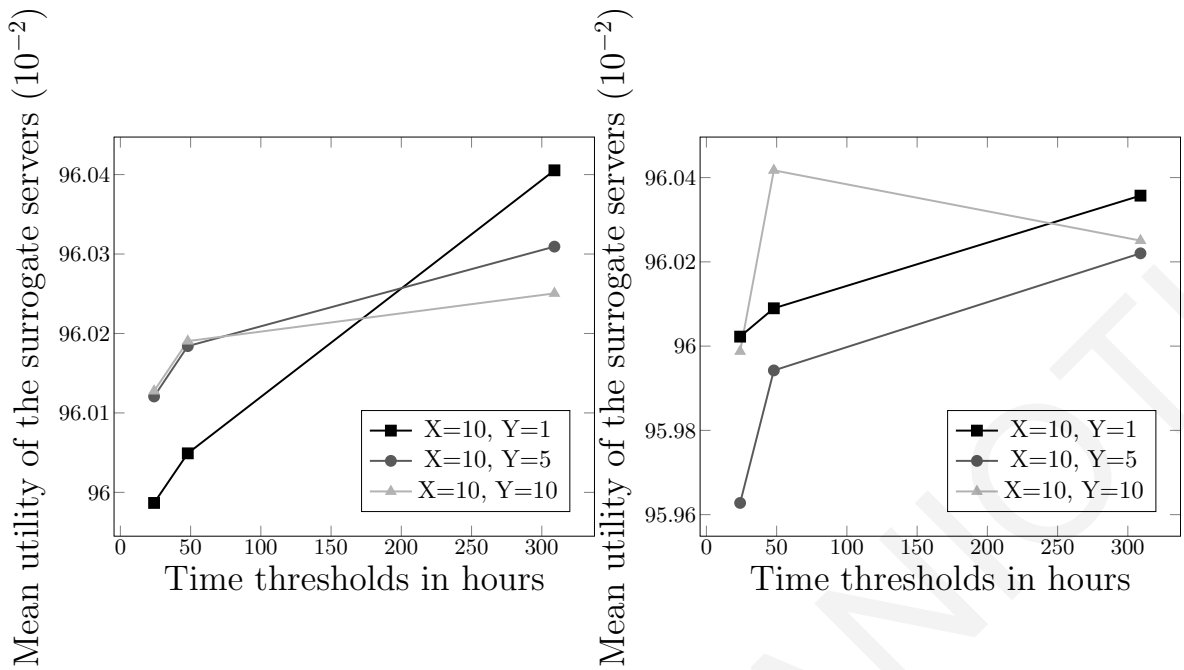 Mean utility of the surrogate servers (10⁻²)
96.04
96.03
96.02
96.01
96
0 50 100 150 200 250 300
Time thresholds in hours
X=10, Y=1
X=10, Y=5
X=10, Y=10
Mean utility of the surrogate servers (10⁻²)
96.04
96.02
96
95.98
95.96
0 50 100 150 200 250 300
Time thresholds in hours
X=10, Y=1
X=10, Y=5
X=10, Y=10